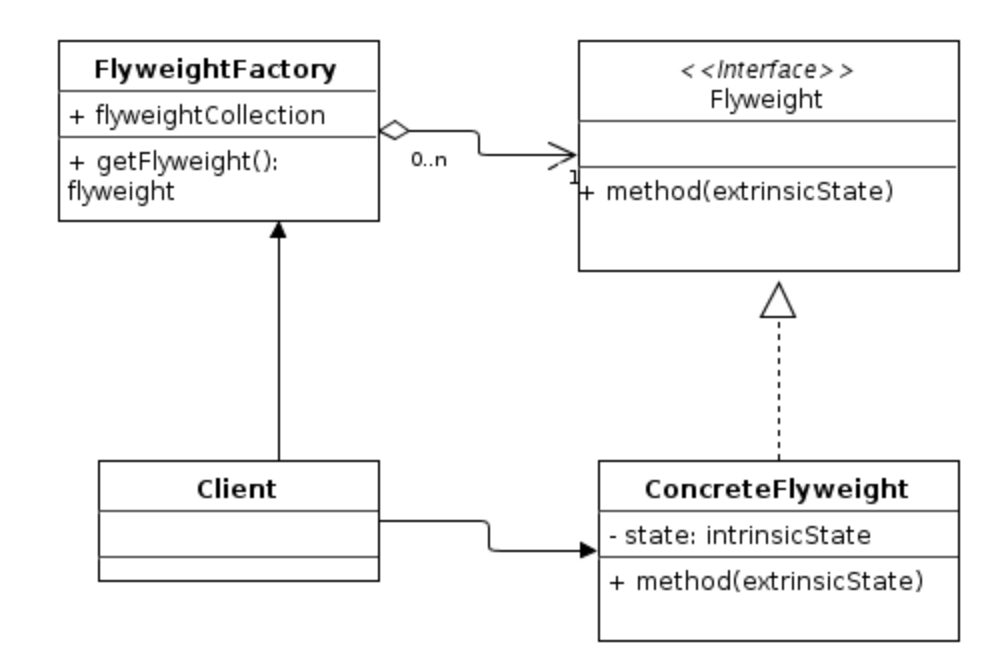 FlyweightFactory
+ flyweightCollection
+ getFlyweight():
flyweight
0..n
1
<<Interface>>
Flyweight
+ method(extrinsicState)
Client
ConcreteFlyweight
- state: intrinsicState
+ method(extrinsicState)